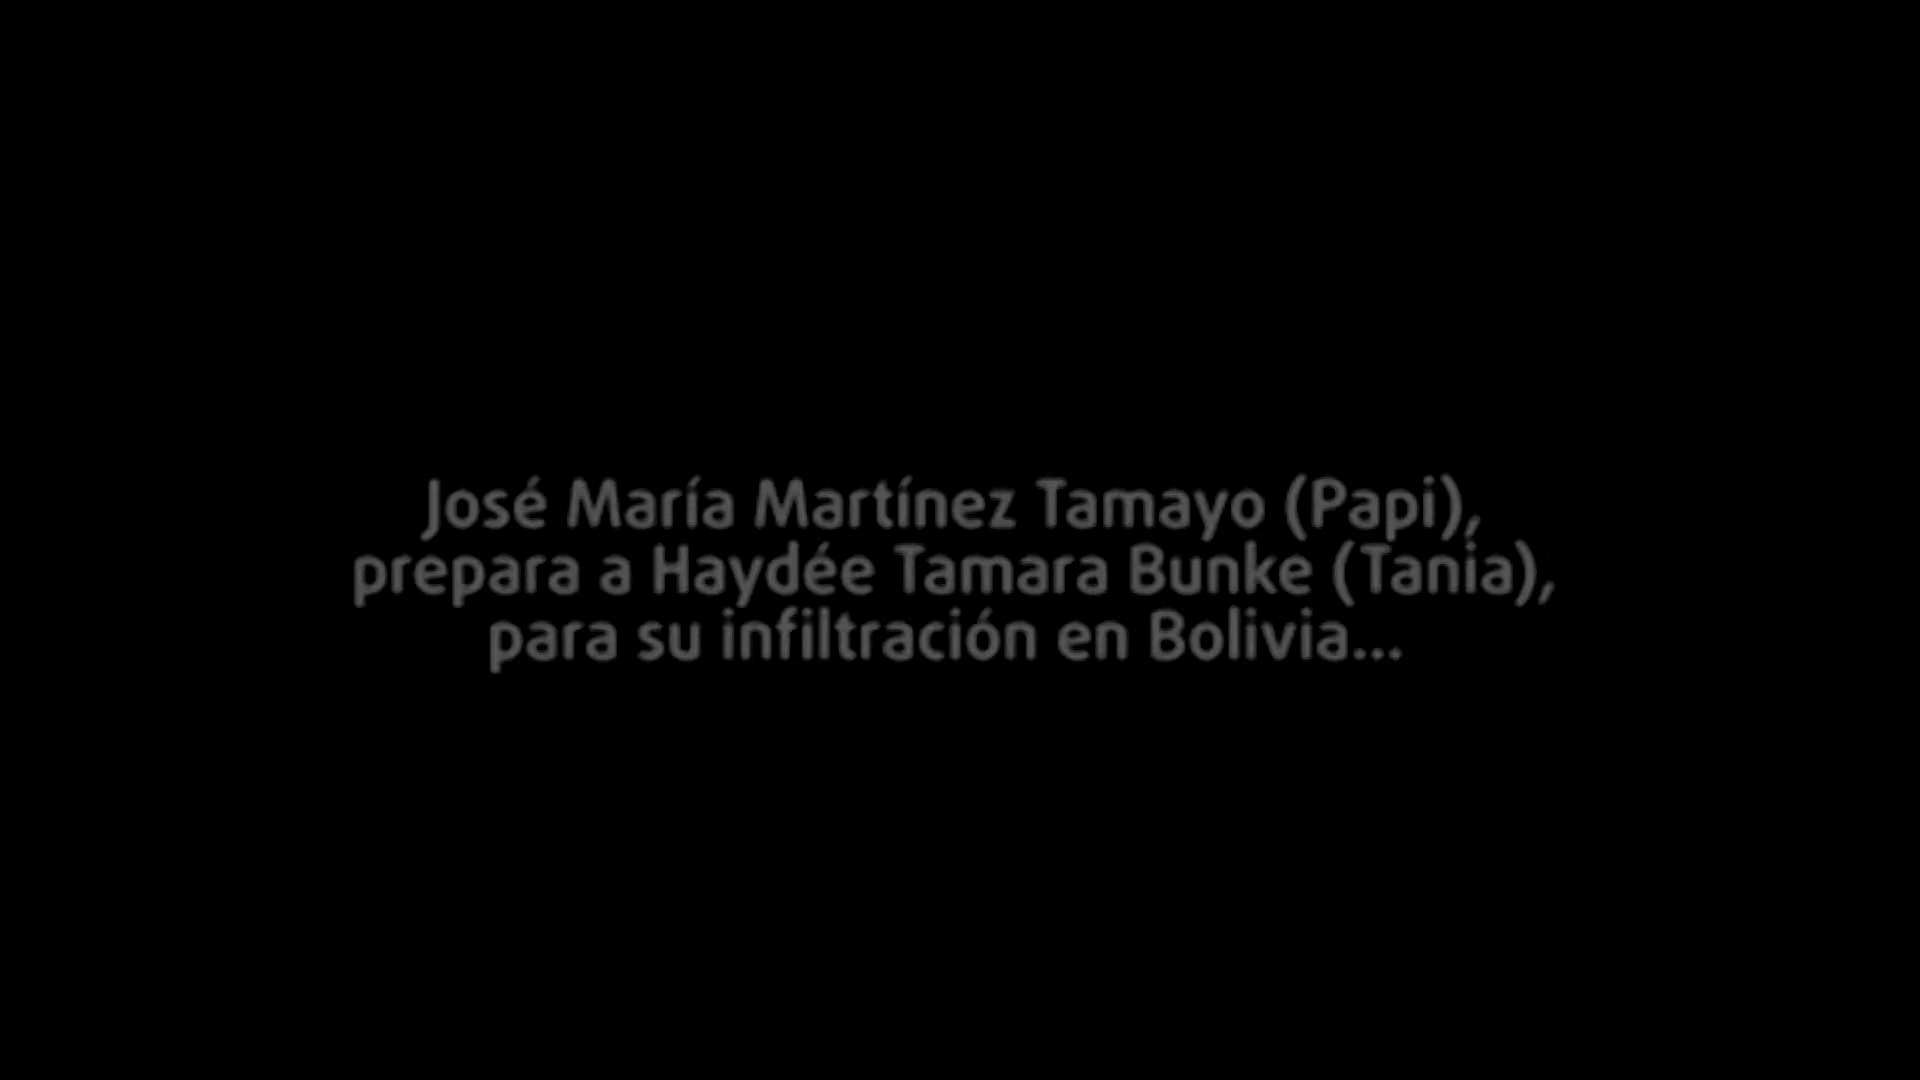 José María Martínez Tamayo (Papi),
prepara a Haydée Tamara Bunke (Tania),
para su infiltración en Bolivia...